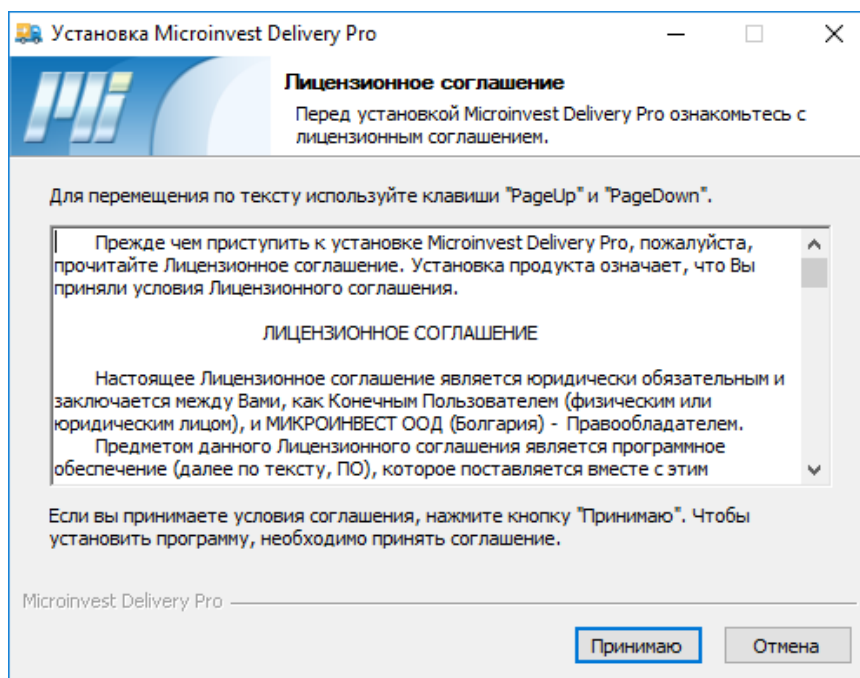 Установка Microinvest Delivery Pro
Mi
Лицензионное соглашение
Перед установкой Microinvest Delivery Pro ознакомьтесь с
лицензионным соглашением.
Для перемещения по тексту используйте клавиши "PageUp" и "PageDown".
Прежде чем приступить к установке Microinvest Delivery Pro, пожалуйста,
прочитайте Лицензионное соглашение. Установка продукта означает, что Вы
приняли условия Лицензионного соглашения.
ЛИЦЕНЗИОННОЕ СОГЛАШЕНИЕ
Настоящее Лицензионное соглашение является юридически обязательным и
заключается между Вами, как Конечным Пользователем (физическим или
юридическим лицом), и МИКРОИНВЕСТ ООД (Болгария) - Правообладателем.
Предметом данного Лицензионного соглашения является программное
обеспечение (далее по тексту, ПО), которое поставляется вместе с этим
Если вы принимаете условия соглашения, нажмите кнопку "Принимаю". Чтобы
установить программу, необходимо принять соглашение.
Microinvest Delivery Pro
Принимаю
Отмена